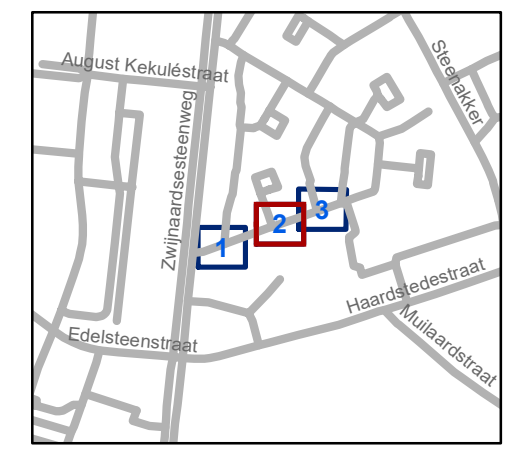 August Kekuléstraat
Steenakker
Zwijnaardsesteenweg
3
2
1
Haardstedestraat
Edelsteenstraat
Muilaardstraat